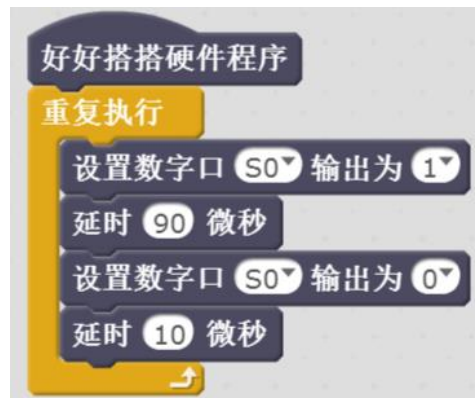 好好搭搭硬件程序
重复执行
设置数字口 S0 输出为 1
延时 90 微秒
设置数字口 S0 输出为 0
延时 10 微秒